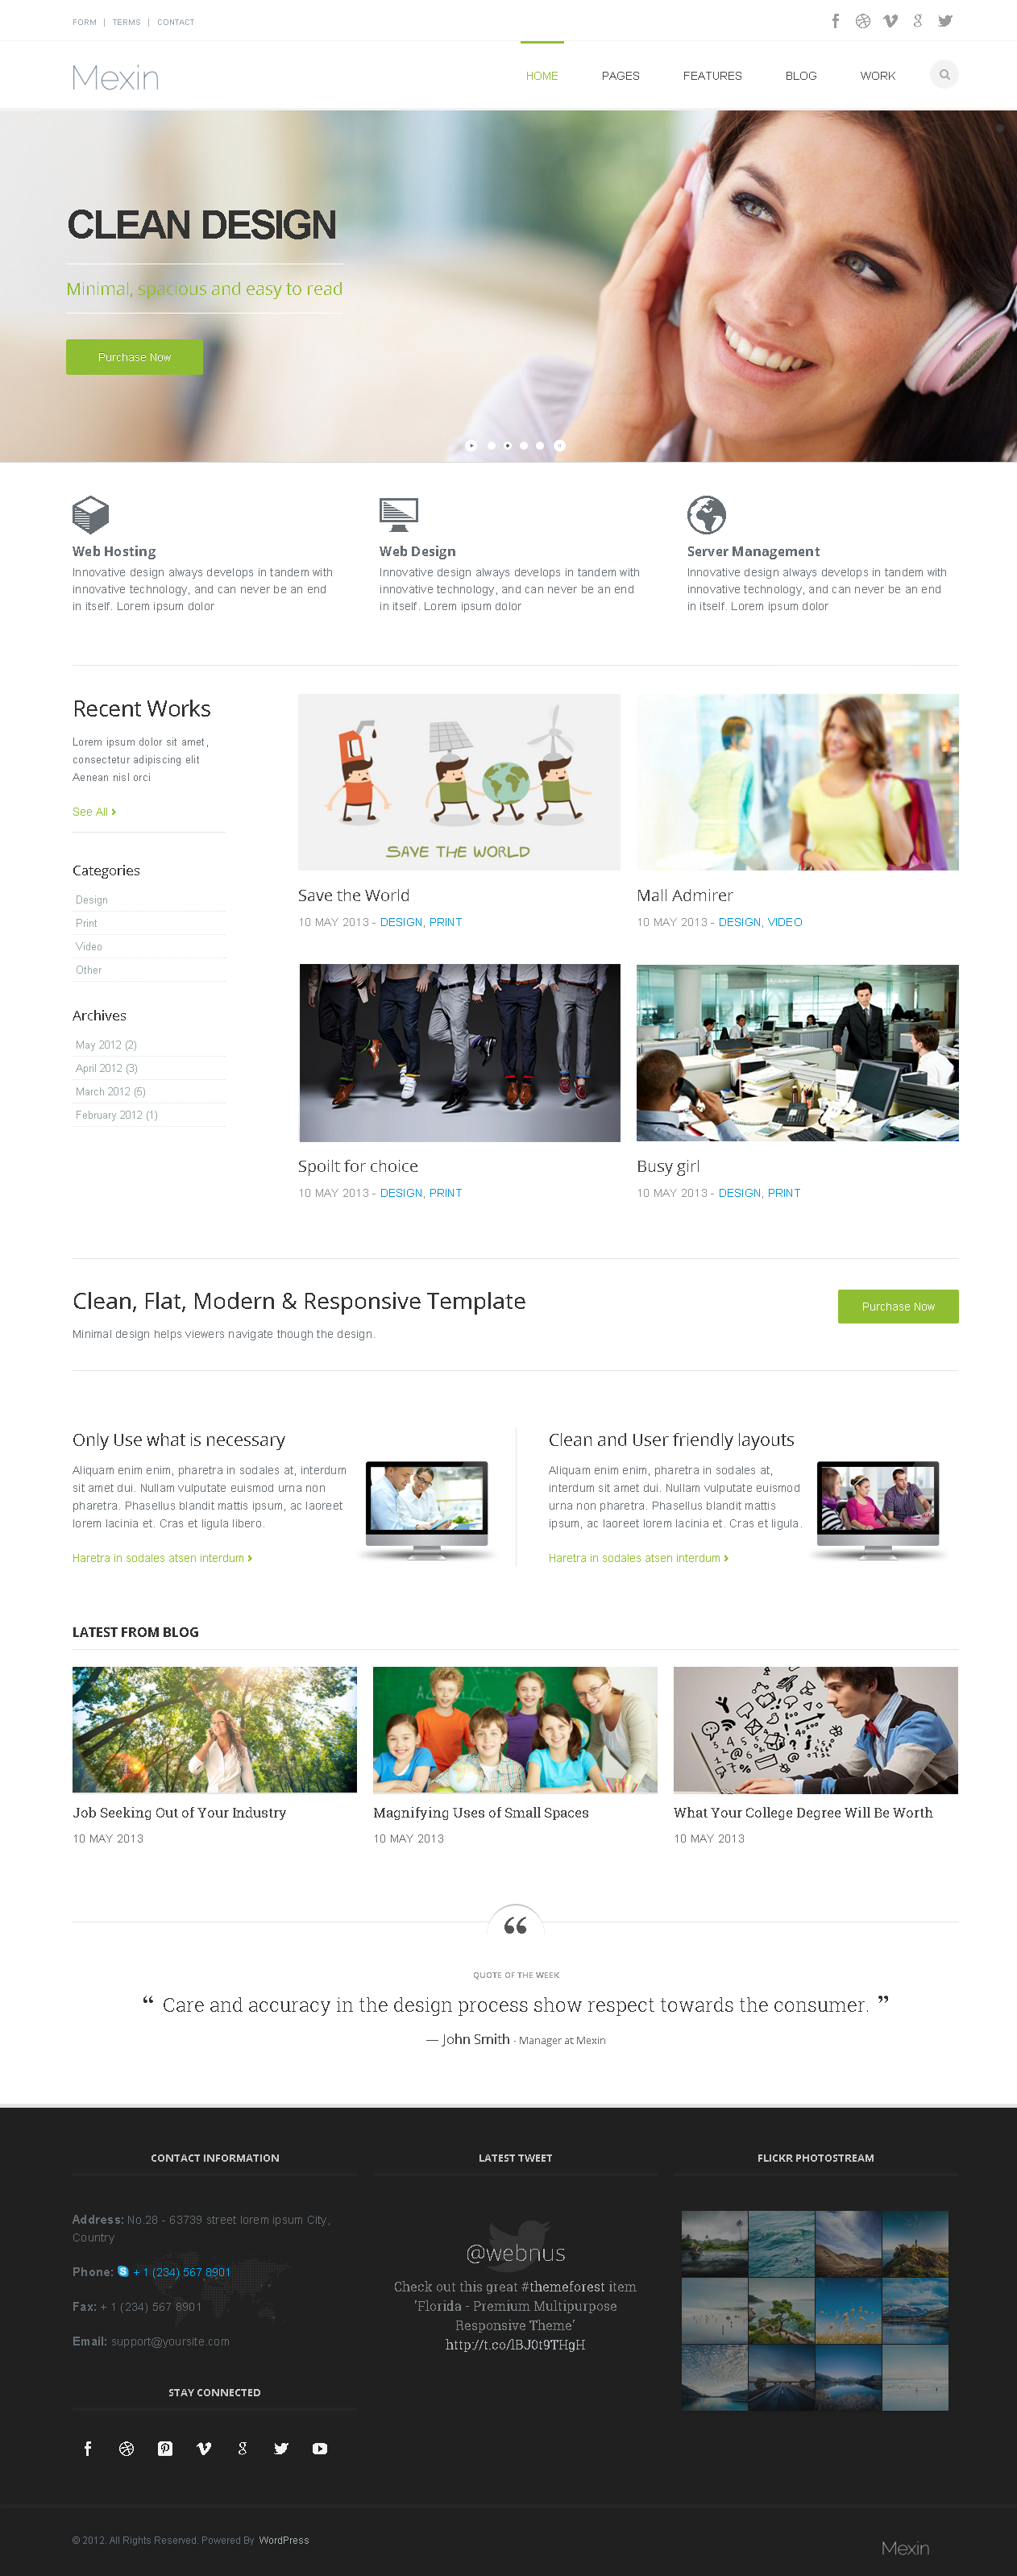 FORM | TERMS | CONTACT
Mexin
HOME PAGES FEATURES BLOG WORK
CLEAN DESIGN
Minimal, spacious and easy to read
Purchase Now
Web Hosting
Innovative design always develops in tandem with
innovative technology, and can never be an end
in itself. Lorem ipsum dolor
Web Design
Innovative design always develops in tandem with
innovative technology, and can never be an end
in itself. Lorem ipsum dolor
Server Management
Innovative design always develops in tandem with
innovative technology, and can never be an end
in itself. Lorem ipsum dolor
Recent Works
Lorem ipsum dolor sit amet,
consectetur adipiscing elit
Aenean nisl orci
See All
Categories
Design
Print
Video
Other
Archives
May 2012 (2)
April 2012 (3)
March 2012 (5)
February 2012 (1)
SAVE THE WORLD
Save the World
10 MAY 2013 - DESIGN, PRINT
Mall Admirer
10 MAY 2013 - DESIGN, VIDEO
Spoilt for choice
10 MAY 2013 - DESIGN, PRINT
Busy girl
10 MAY 2013 - DESIGN, PRINT
Clean, Flat, Modern & Responsive Template
Minimal design helps viewers navigate though the design.
Purchase Now
Only Use what is necessary
Aliquam enim enim, pharetra in sodales at, interdum
sit amet dui. Nullam vulputate euismod urna non
pharetra. Phasellus blandit mattis ipsum, ac laoreet
lorem lacinia et. Cras et ligula libero.
Haretra in sodales atsen interdum
Clean and User friendly layouts
Aliquam enim enim, pharetra in sodales at,
interdum sit amet dui. Nullam vulputate euismod
urna non pharetra. Phasellus blandit mattis
ipsum, ac laoreet lorem lacinia et. Cras et ligula.
Haretra in sodales atsen interdum
LATEST FROM BLOG
Job Seeking Out of Your Industry
10 MAY 2013
Magnifying Uses of Small Spaces
10 MAY 2013
What Your College Degree Will Be Worth
10 MAY 2013
QUOTE OF THE WEEK
“ Care and accuracy in the design process show respect towards the consumer. ”
— John Smith - Manager at Mexin
CONTACT INFORMATION
Address: No.28 - 63739 street lorem ipsum City,
Country
Phone: + 1 (234) 567 8901
Fax: + 1 (234) 567 8901
Email: support@yoursite.com
STAY CONNECTED
LATEST TWEET
@webnus
Check out this great #themeforest item
'Florida - Premium Multipurpose
Responsive Theme'
http://t.co/lBJ0t9THgH
FLICKR PHOTOSTREAM
© 2012. All Rights Reserved. Powered By WordPress
Mexin